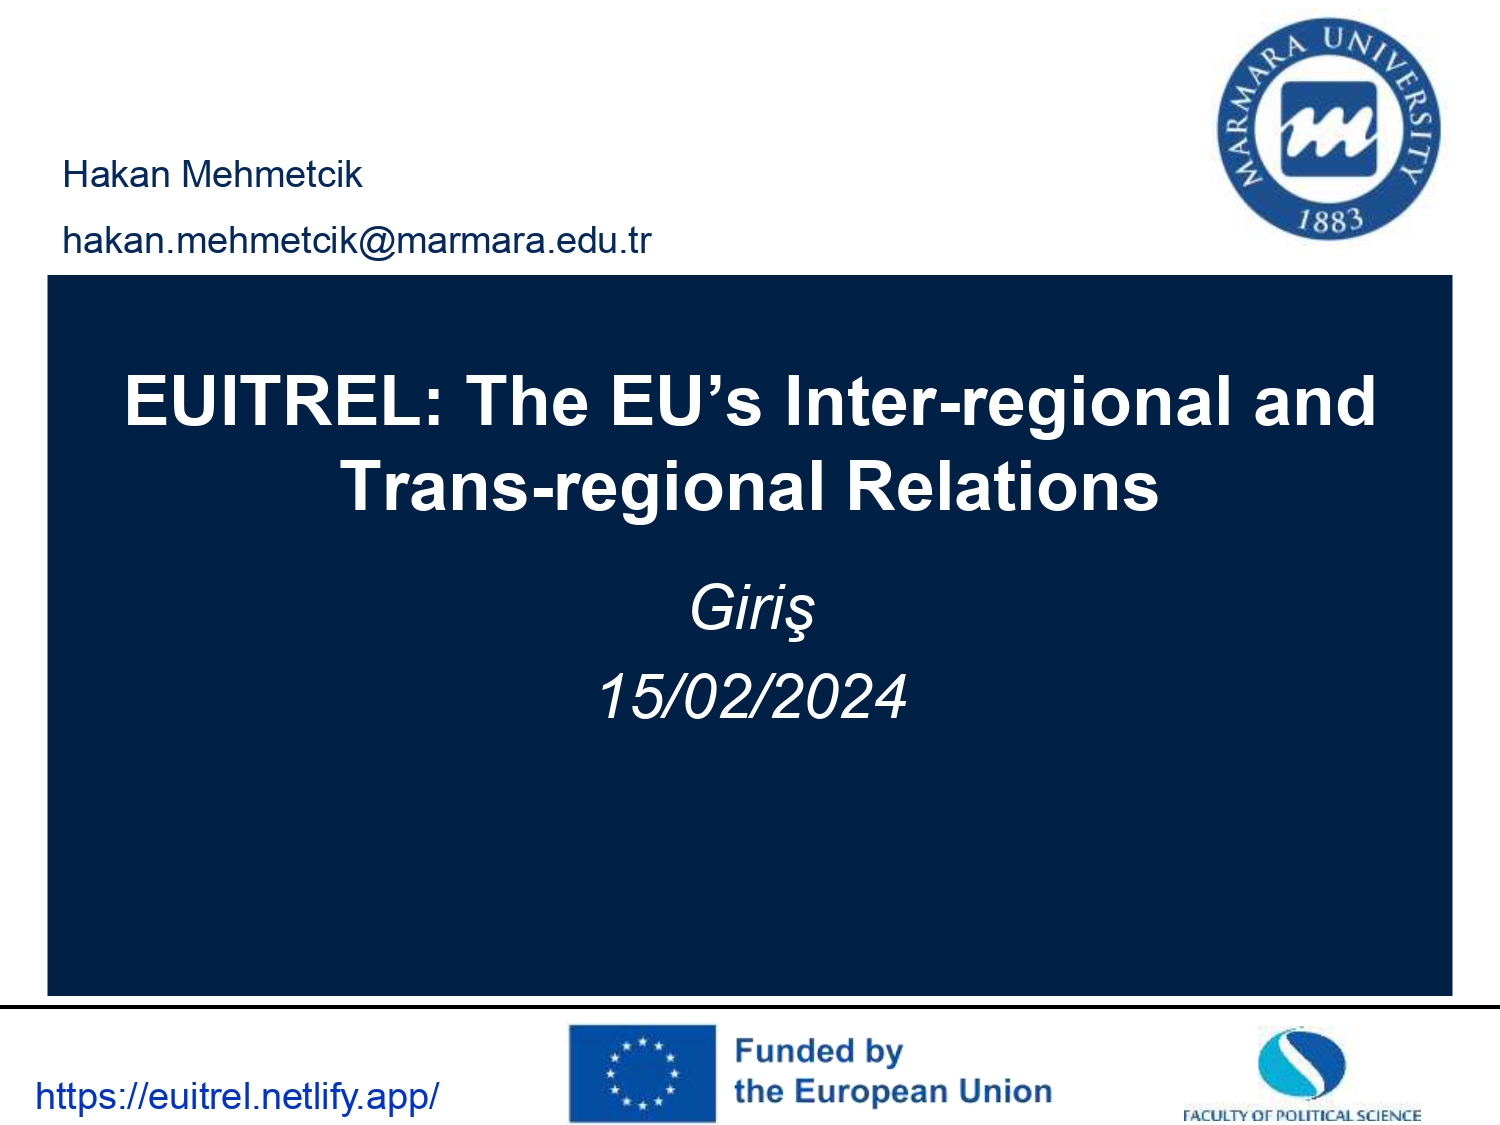 MARMARA UNIVERSITY
1883
Hakan Mehmetcik
hakan.mehmetcik@marmara.edu.tr
EUITREL: The EU’s Inter-regional and
Trans-regional Relations
Giriş
15/02/2024
https://euitrel.netlify.app/
Funded by
the European Union
FACULTY OF POLITICAL SCIENCE